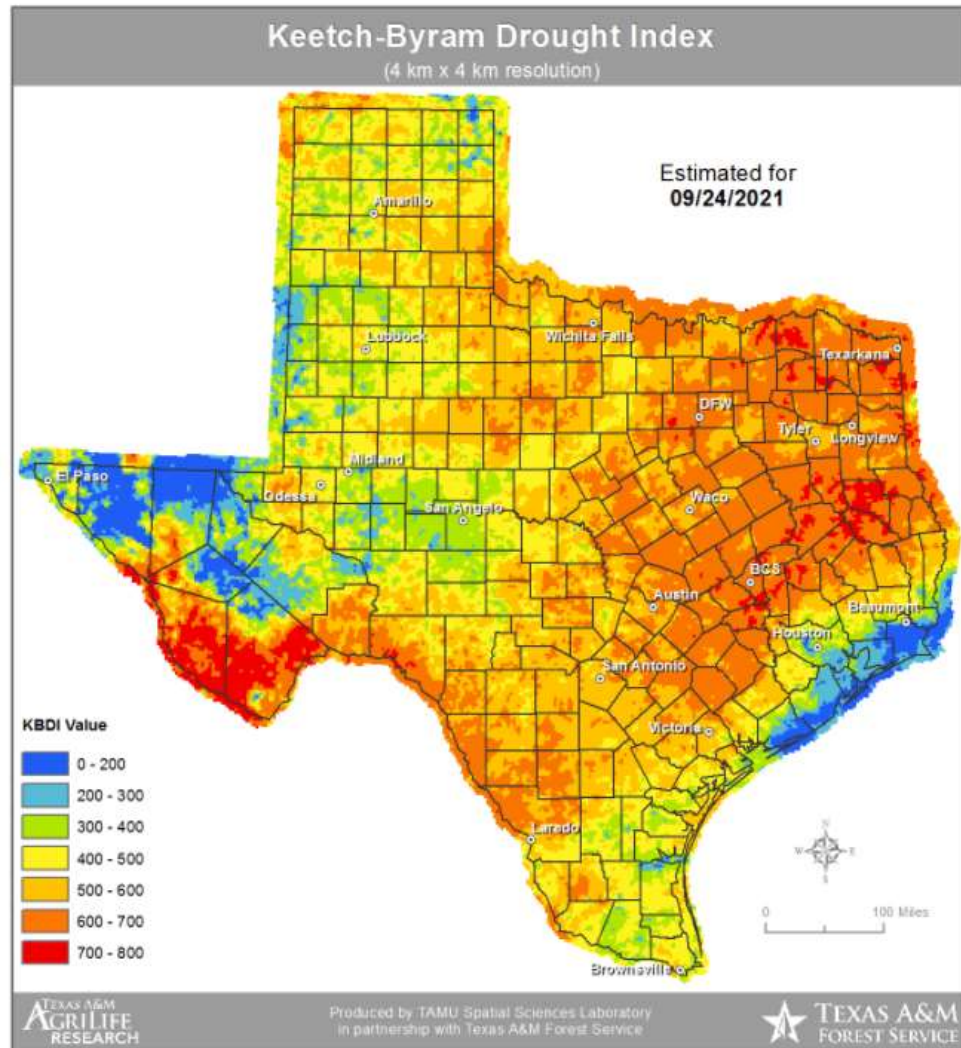 Keetch-Byram Drought Index
(4 km x 4 km resolution)
Estimated for
09/24/2021
Amarillo
Lubbock
Wichita Falls
Texarkana
DFW
Tyler
Longview
El Paso
Midland
Odessa
San Angelo
Waco
BCS
Austin
Beaumont
Houston
San Antonio
Victoria
Laredo
Brownsville
KBDI Value
0 - 200
200 - 300
300 - 400
400 - 500
500 - 600
600 - 700
700 - 800
N
W
E
S
0 100 Miles
TEXAS A&M
AGRILIFE
RESEARCH
Produced by TAMU Spatial Sciences Laboratory
in partnership with Texas A&M Forest Service
TEXAS A&M
FOREST SERVICE